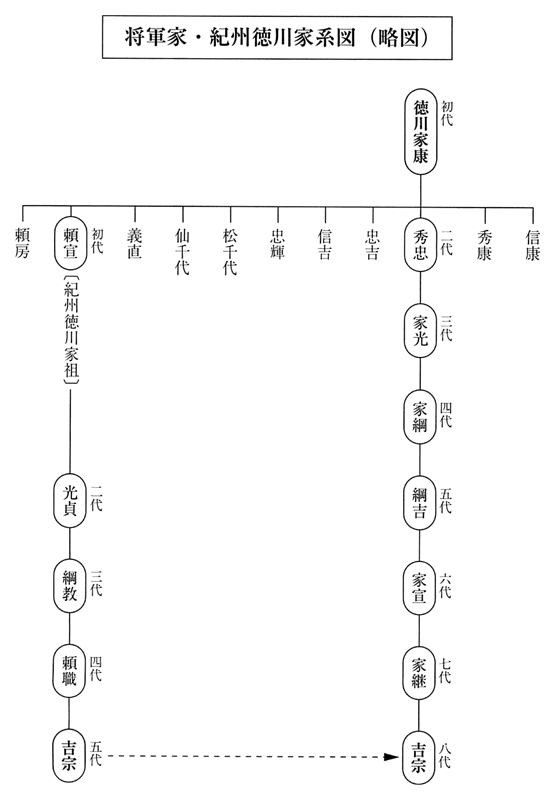 将軍家・紀州徳川家系図（略図）
初代
徳川家康
信康
秀康
二代
秀忠
忠吉
信吉
忠輝
松千代
仙千代
義直
初代
頼宣
〔紀州徳川家祖〕
頼房
三代
家光
四代
家綱
五代
綱吉
六代
家宣
七代
家継
八代
吉宗
二代
光貞
三代
綱教
四代
頼職
五代
吉宗